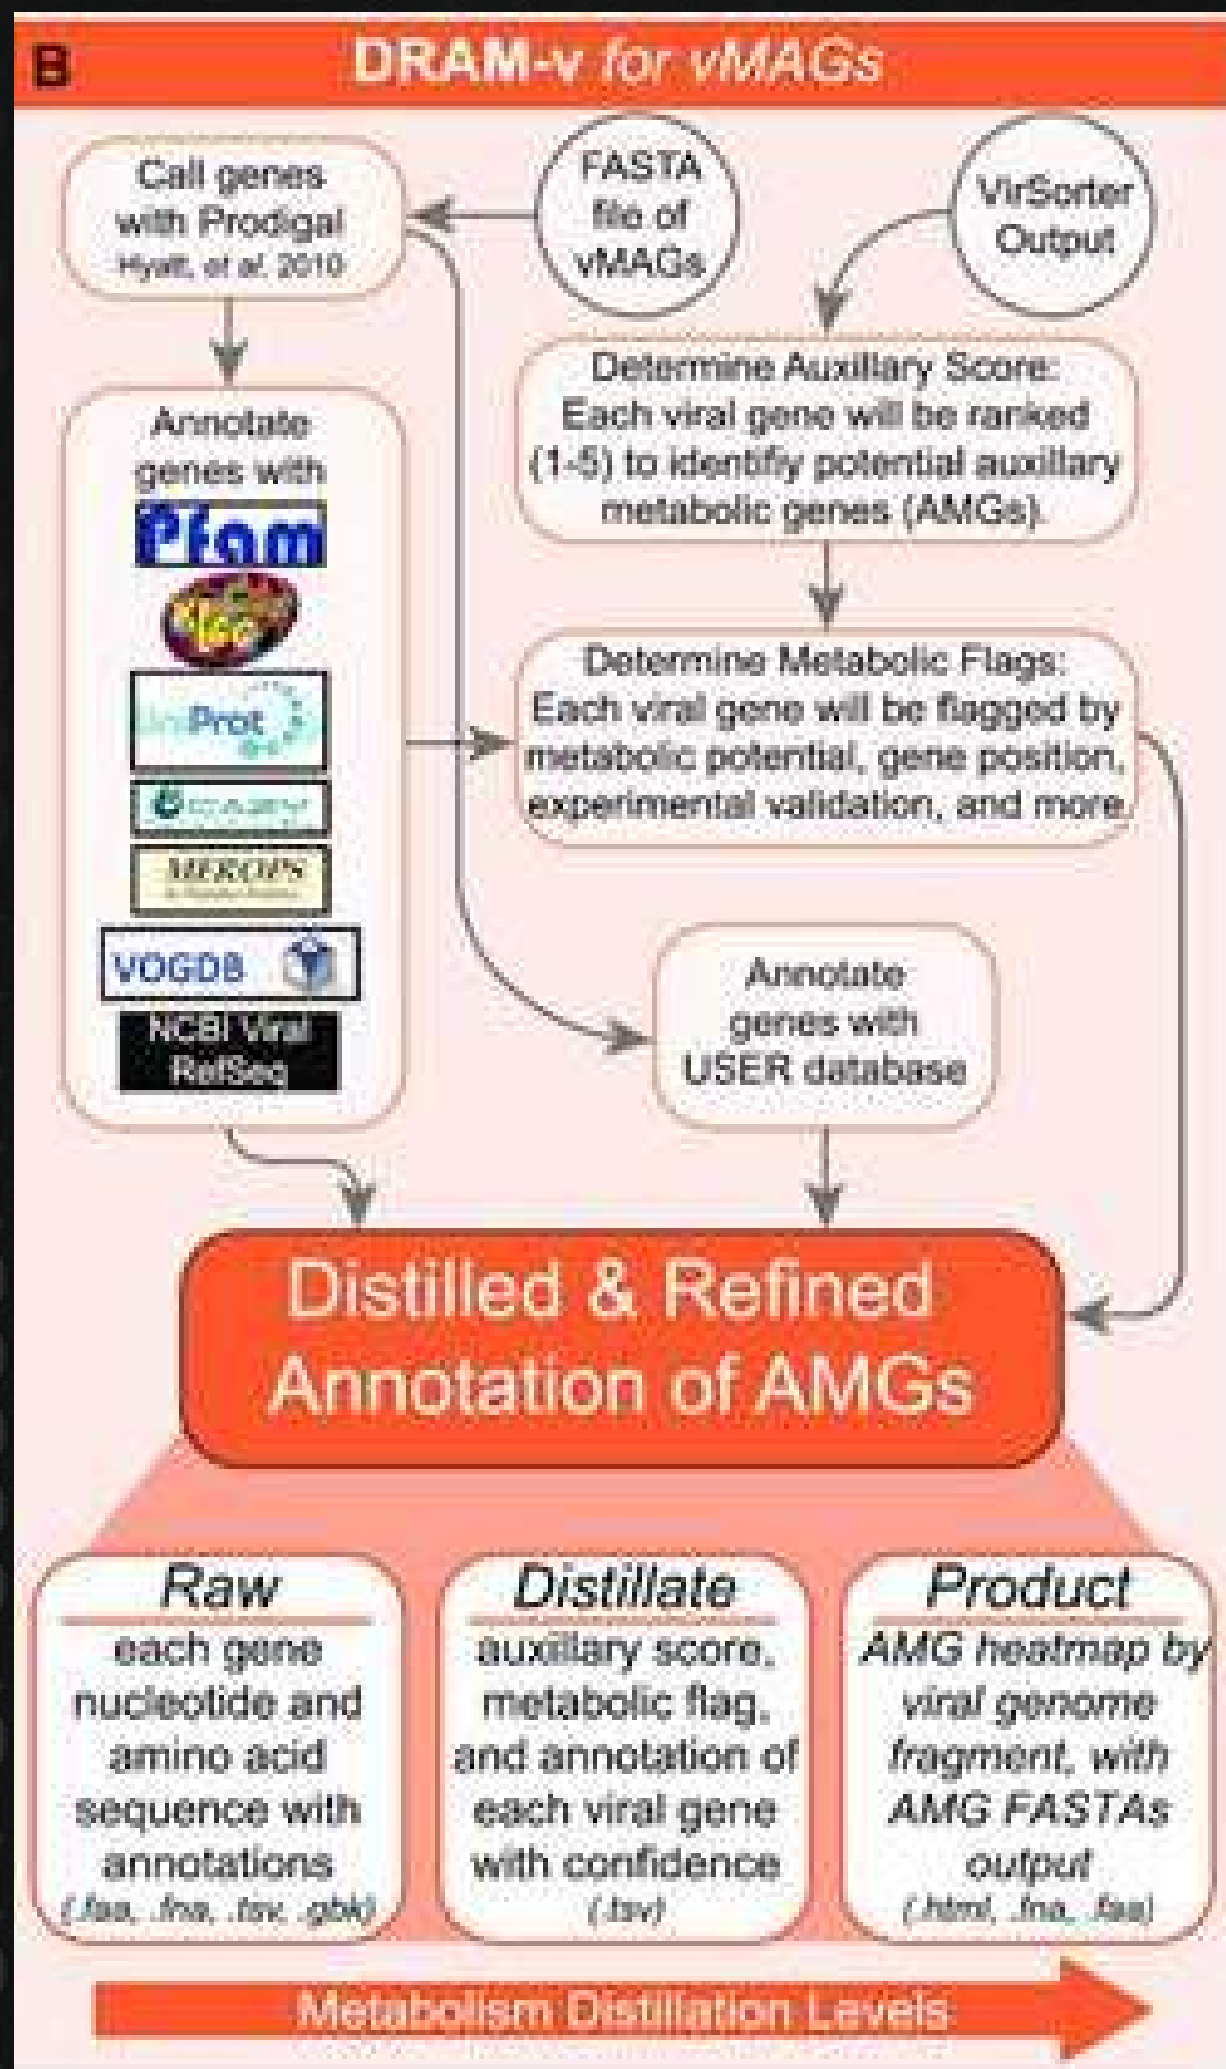 B
DRAM-v for vMAGs
Call genes
with Prodigal
Hyatt, et al. 2010
FASTA
file of
vMAGs
VirSorter
Output
Determine Auxillary Score:
Each viral gene will be ranked
(1-5) to identifiy potential auxillary
metabolic genes (AMGs).
Annotate
genes with
Pfam
UniProt
MEROPS
VOGDB
NCBI Viral
RefSeq
Determine Metabolic Flags:
Each viral gene will be flagged by
metabolic potential, gene position,
experimental validation, and more
Annotate
genes with
USER database
Distilled & Refined
Annotation of AMGs
Raw
each gene
nucleotide and
amino acid
sequence with
annotations
(.faa, .fna, .tsv, .gbk)
Distillate
auxillary score,
metabolic flag,
and annotation of
each viral gene
with confidence
(.tsv)
Product
AMG heatmap by
viral genome
fragment, with
AMG FASTAs
output
(.html, .fna, .faa)
Metabolism Distillation Levels